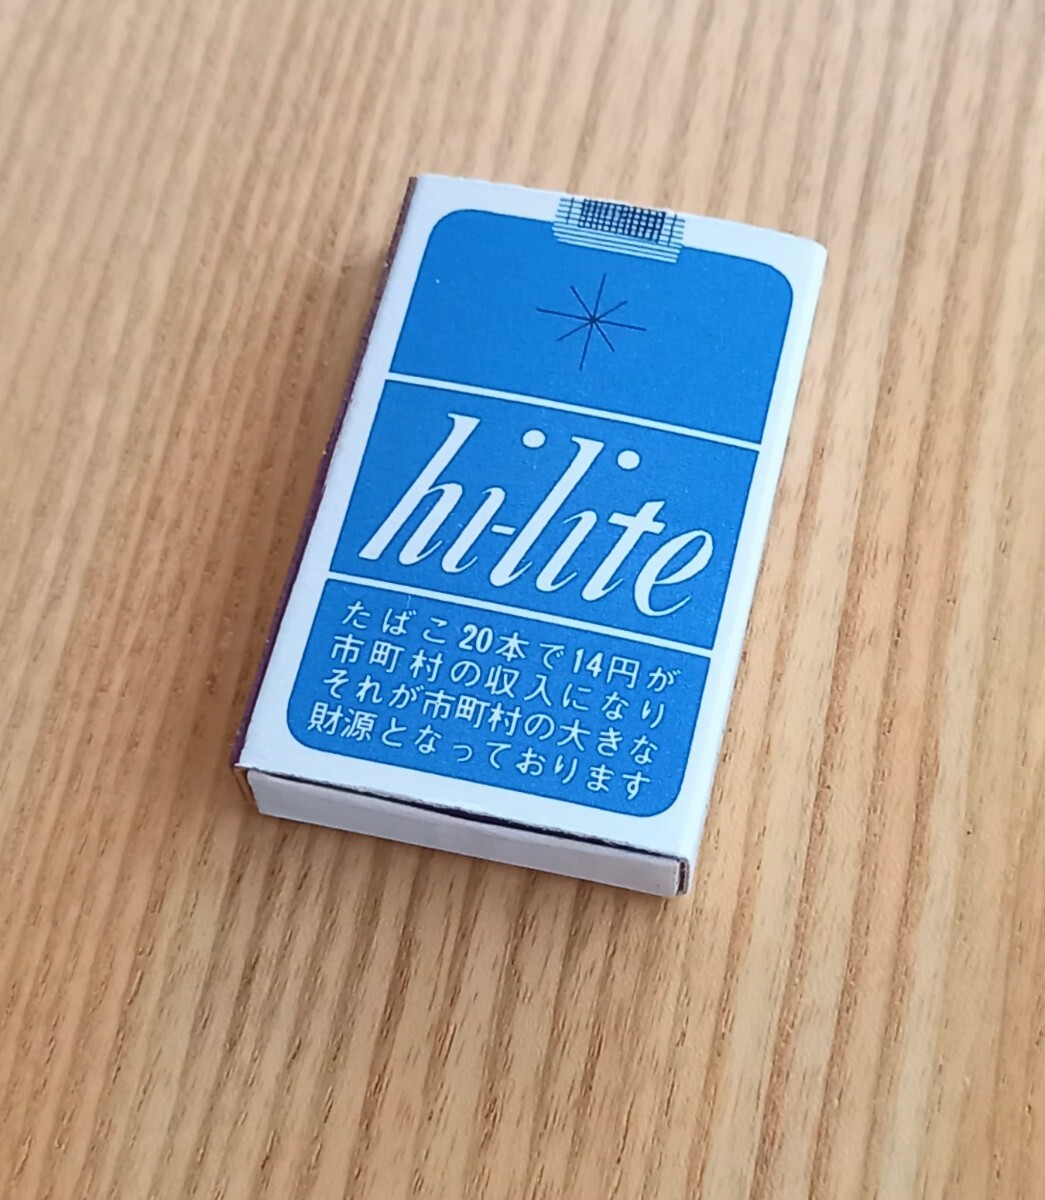 hi-lite
たばこ20本で14円が
市町村の収入になり
それが市町村の大きな
財源となっております